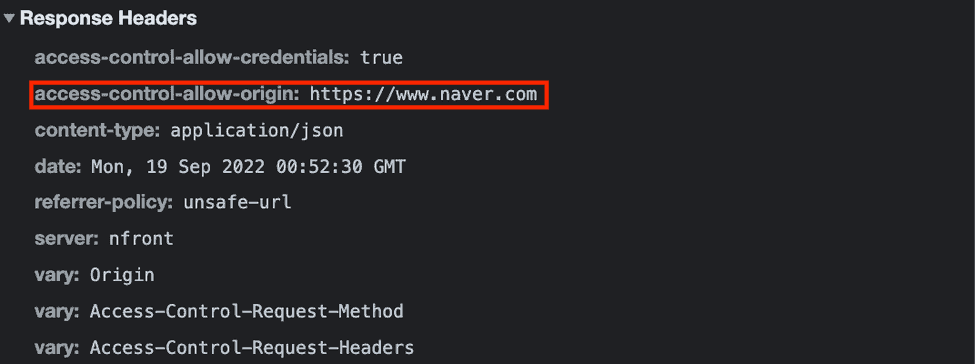 Response Headers
access-control-allow-credentials: true
access-control-allow-origin: https://www.naver.com
content-type: application/json
date: Mon, 19 Sep 2022 00:52:30 GMT
referrer-policy: unsafe-url
server: nfront
vary: Origin
vary: Access-Control-Request-Method
vary: Access-Control-Request-Headers